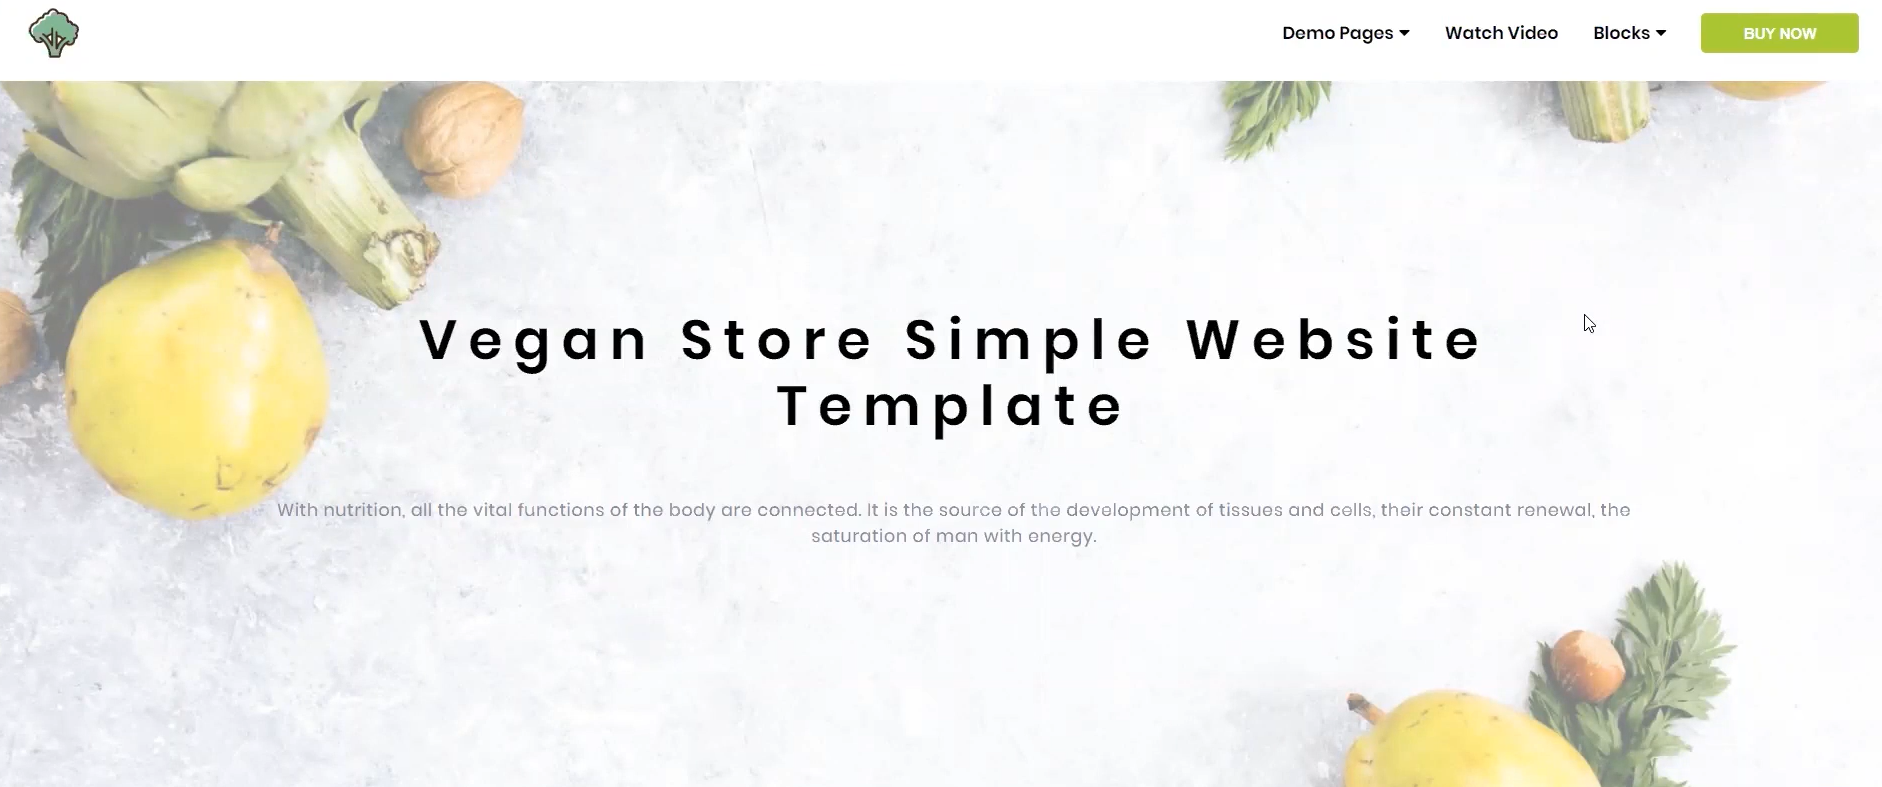 Demo Pages
Watch Video
Blocks
BUY NOW
Vegan Store Simple Website
Template
With nutrition, all the vital functions of the body are connected. It is the source of the development of tissues and cells, their constant renewal, the
saturation of man with energy.